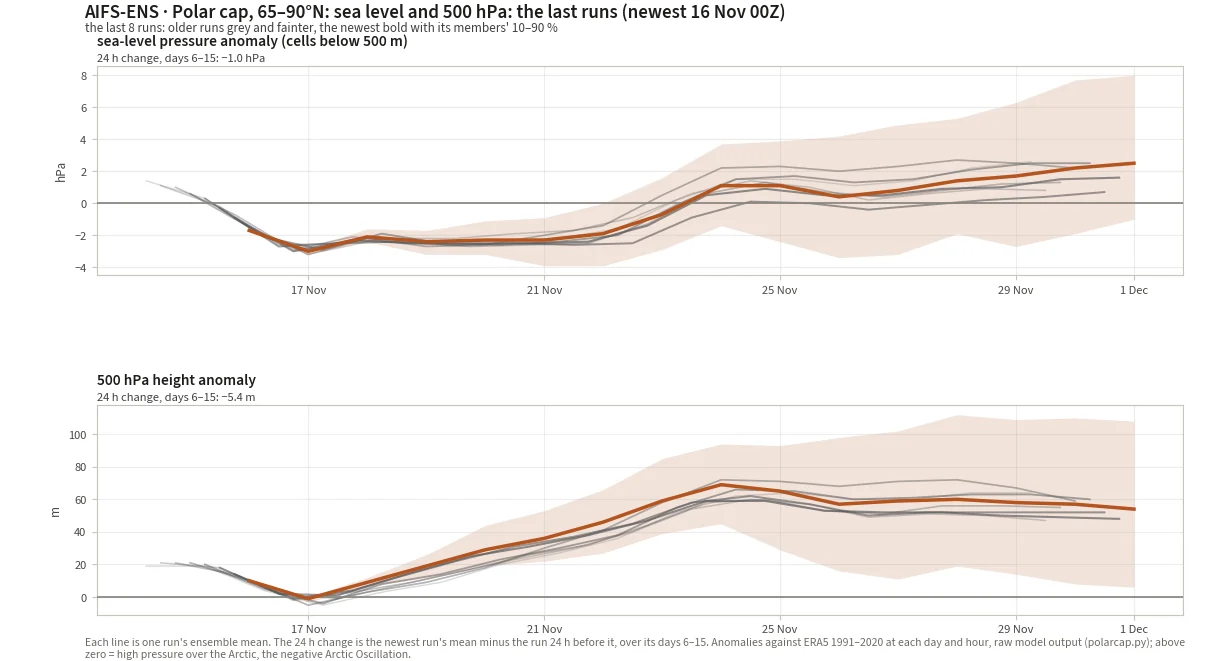 AIFS-ENS · Polar cap, 65–90°N: sea level and 500 hPa: the last runs (newest 16 Nov 00Z)
the last 8 runs: older runs grey and fainter, the newest bold with its members' 10–90 %
sea-level pressure anomaly (cells below 500 m)
24 h change, days 6–15: −1.0 hPa
8
6
4
2
0
−2
−4
hPa
17 Nov
21 Nov
25 Nov
29 Nov
1 Dec
500 hPa height anomaly
24 h change, days 6–15: −5.4 m
100
80
60
40
20
0
m
17 Nov
21 Nov
25 Nov
29 Nov
1 Dec
Each line is one run's ensemble mean. The 24 h change is the newest run's mean minus the run 24 h before it, over its days 6–15. Anomalies against ERA5 1991–2020 at each day and hour, raw model output (polarcap.py); above
zero = high pressure over the Arctic, the negative Arctic Oscillation.